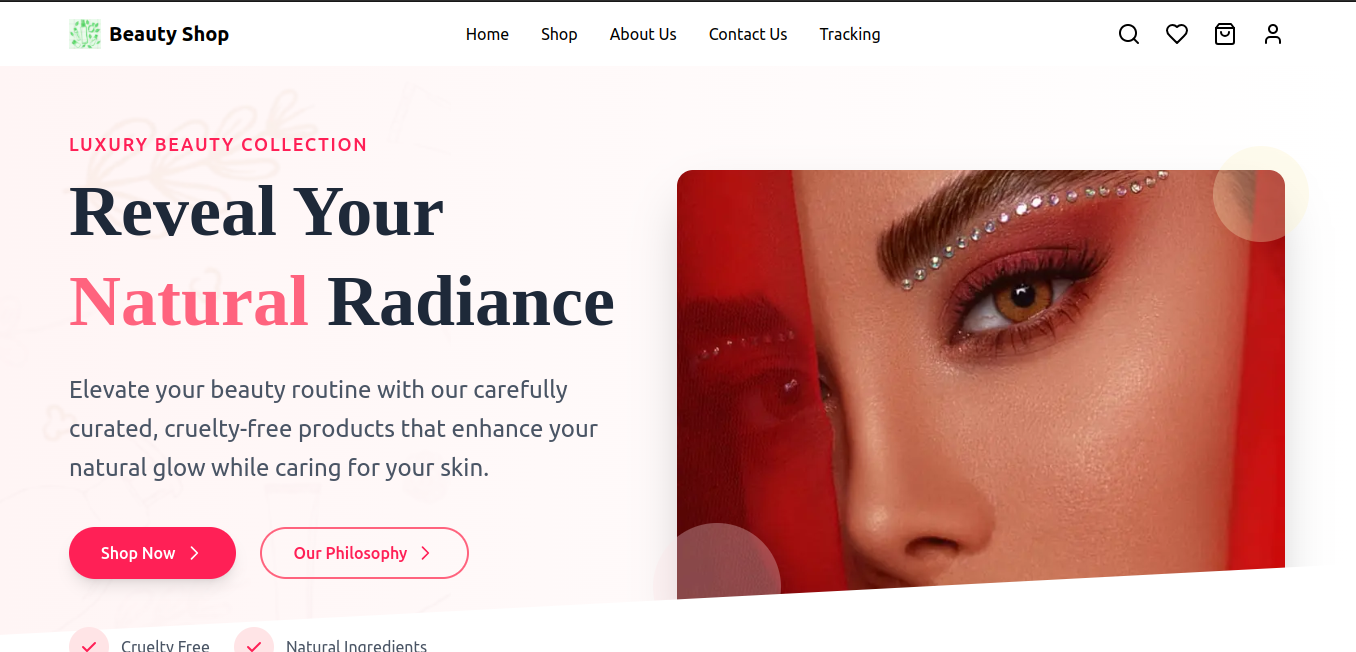 Beauty Shop
Home
Shop
About Us
Contact Us
Tracking
LUXURY BEAUTY COLLECTION
Reveal Your
Natural Radiance
Elevate your beauty routine with our carefully
curated, cruelty-free products that enhance your
natural glow while caring for your skin.
Shop Now
Our Philosophy
Cruelty Free
Natural Ingredients